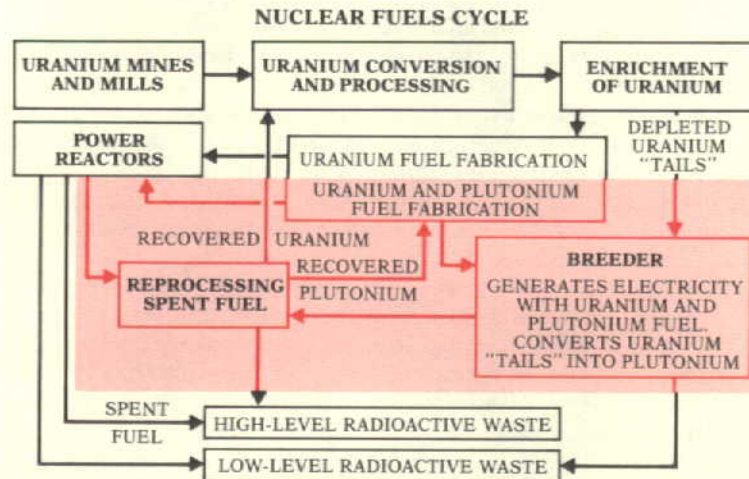 NUCLEAR FUELS CYCLE
URANIUM MINES
AND MILLS
URANIUM CONVERSION
AND PROCESSING
ENRICHMENT
OF URANIUM
POWER
REACTORS
URANIUM FUEL FABRICATION
DEPLETED
URANIUM
"TAILS"
URANIUM AND PLUTONIUM
FUEL FABRICATION
RECOVERED URANIUM
REPROCESSING
SPENT FUEL
RECOVERED
PLUTONIUM
BREEDER
GENERATES ELECTRICITY
WITH URANIUM AND
PLUTONIUM FUEL.
CONVERTS URANIUM
"TAILS" INTO PLUTONIUM
SPENT
FUEL
HIGH-LEVEL RADIOACTIVE WASTE
LOW-LEVEL RADIOACTIVE WASTE